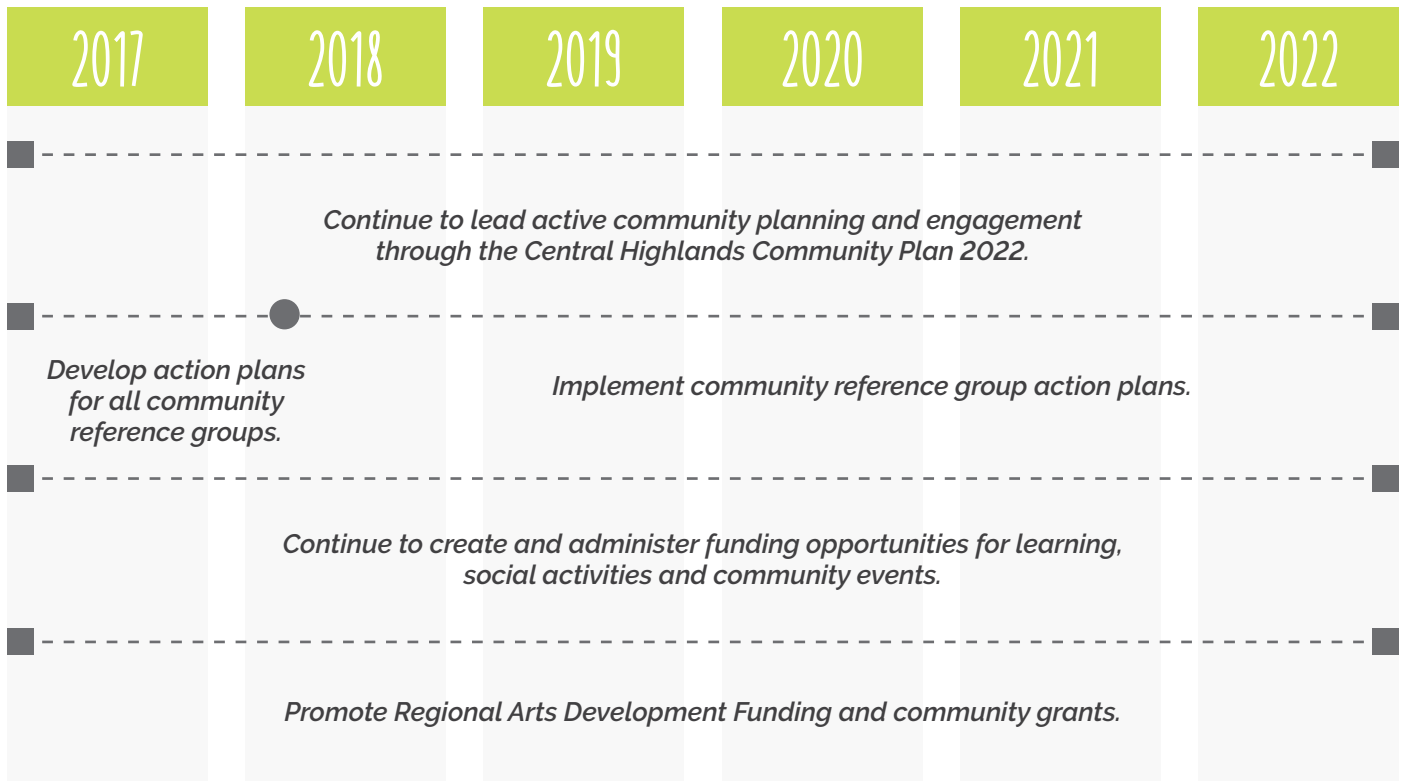 2017
2018
2019
2020
2021
2022
Continue to lead active community planning and engagement
through the Central Highlands Community Plan 2022.
Develop action plans
for all community
reference groups.
Implement community reference group action plans.
Continue to create and administer funding opportunities for learning,
social activities and community events.
Promote Regional Arts Development Funding and community grants.